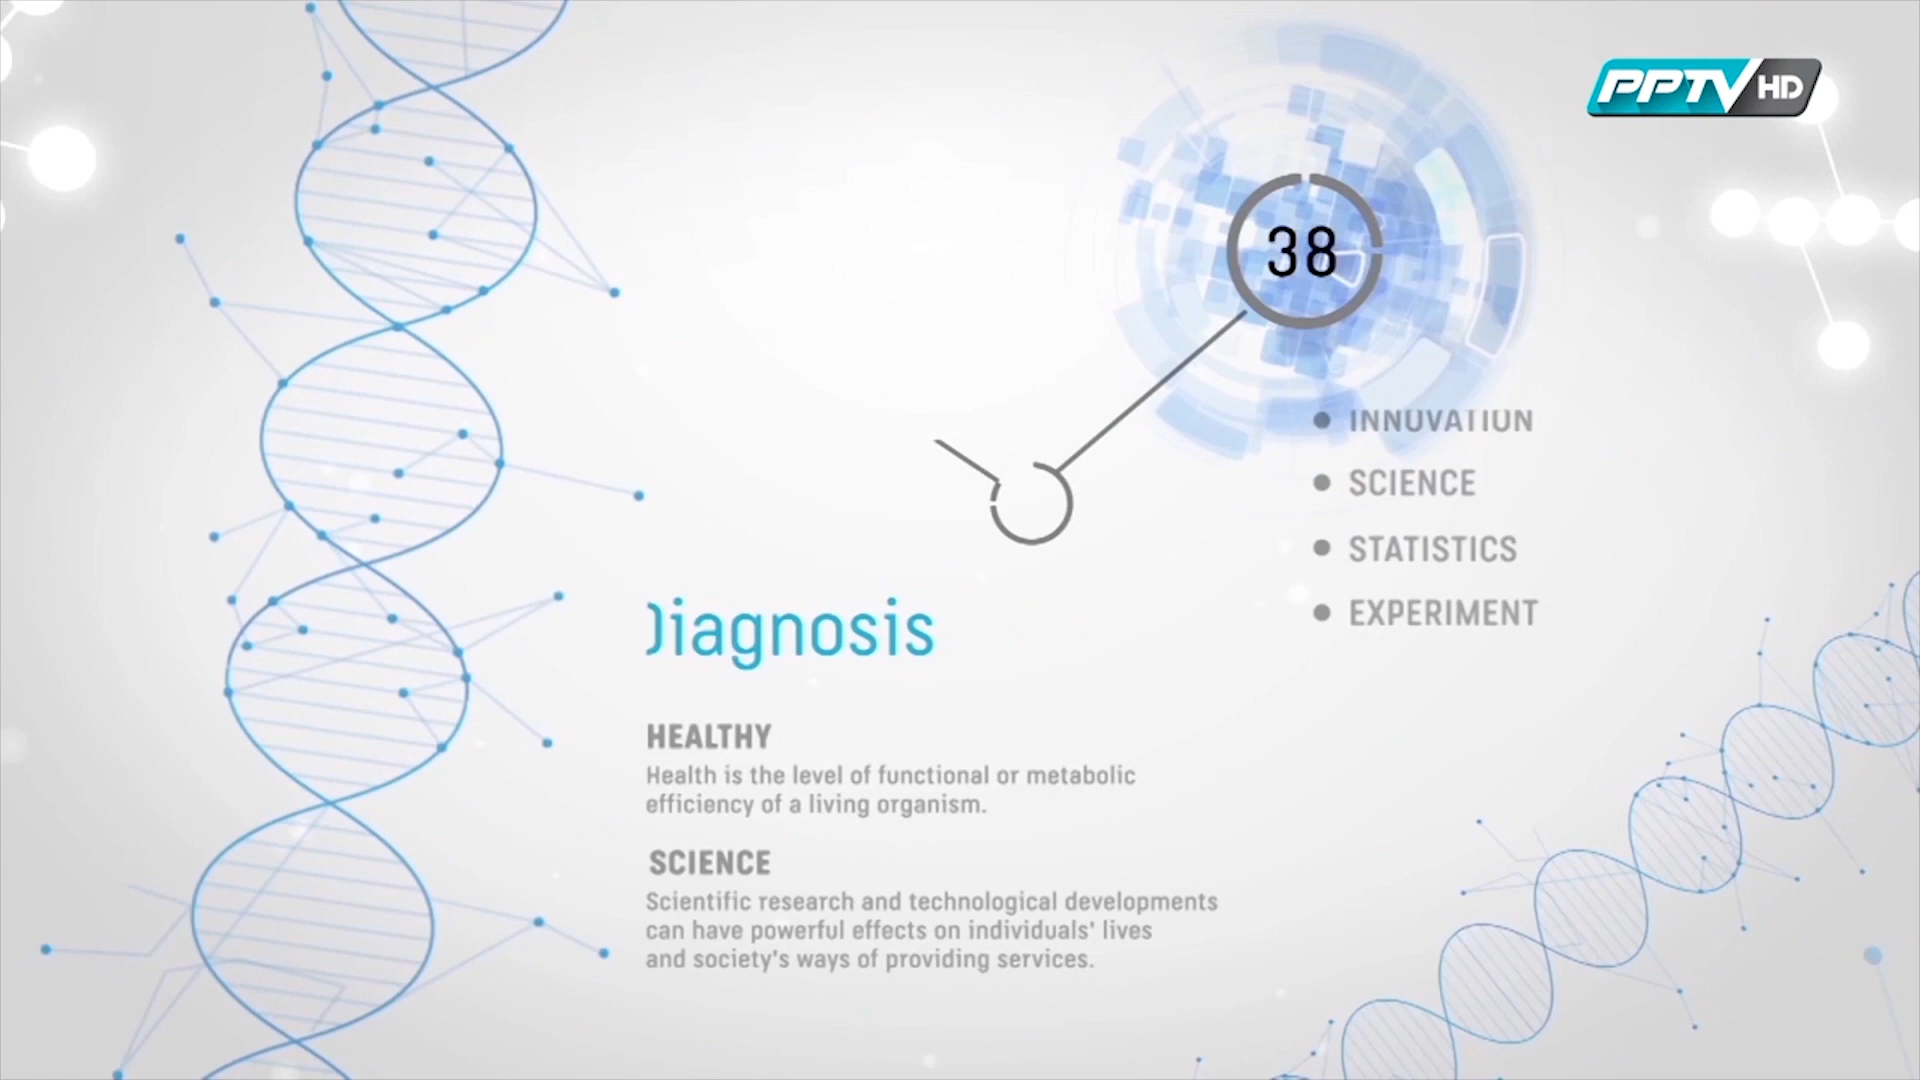 PPTV HD
38
INNOVATION
SCIENCE
STATISTICS
EXPERIMENT
Diagnosis
HEALTHY
Health is the level of functional or metabolic
efficiency of a living organism.
SCIENCE
Scientific research and technological developments
can have powerful effects on individuals' lives
and society's ways of providing services.